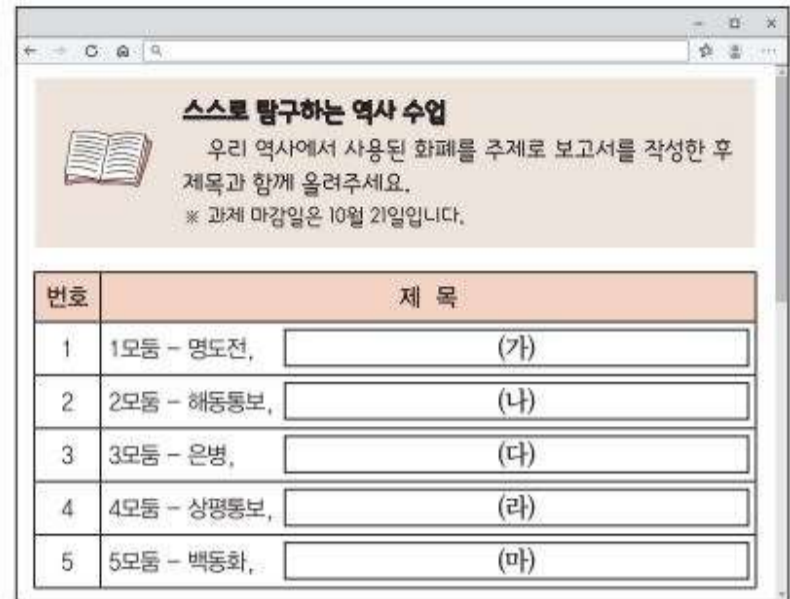 스스로 탐구하는 역사 수업
우리 역사에서 사용된 화폐를 주제로 보고서를 작성한 후
제목과 함께 올려주세요.
※ 과제 마감일은 10월 21일입니다.
번호 제 목
1 1모둠 - 명도전, (가)
2 2모둠 - 해동통보, (나)
3 3모둠 - 은병, (다)
4 4모둠 - 상평통보, (라)
5 5모둠 - 백동화, (마)